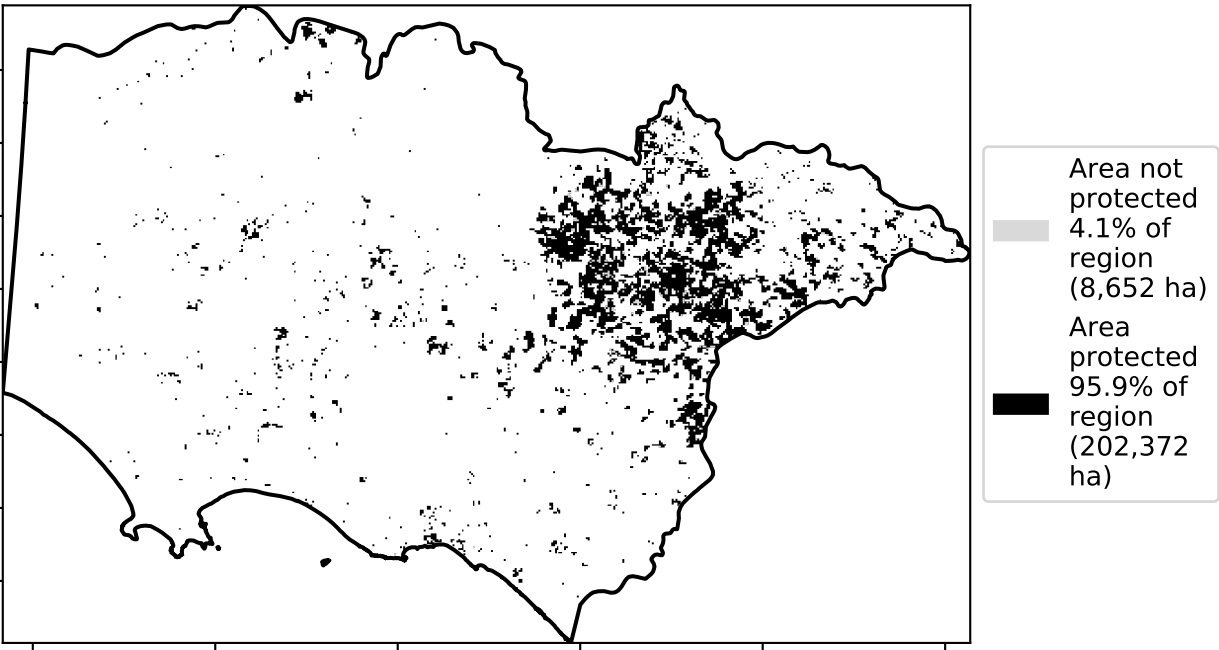 Area not
protected
4.1% of
region
(8,652 ha)
Area
protected
95.9% of
region
(202,372
ha)